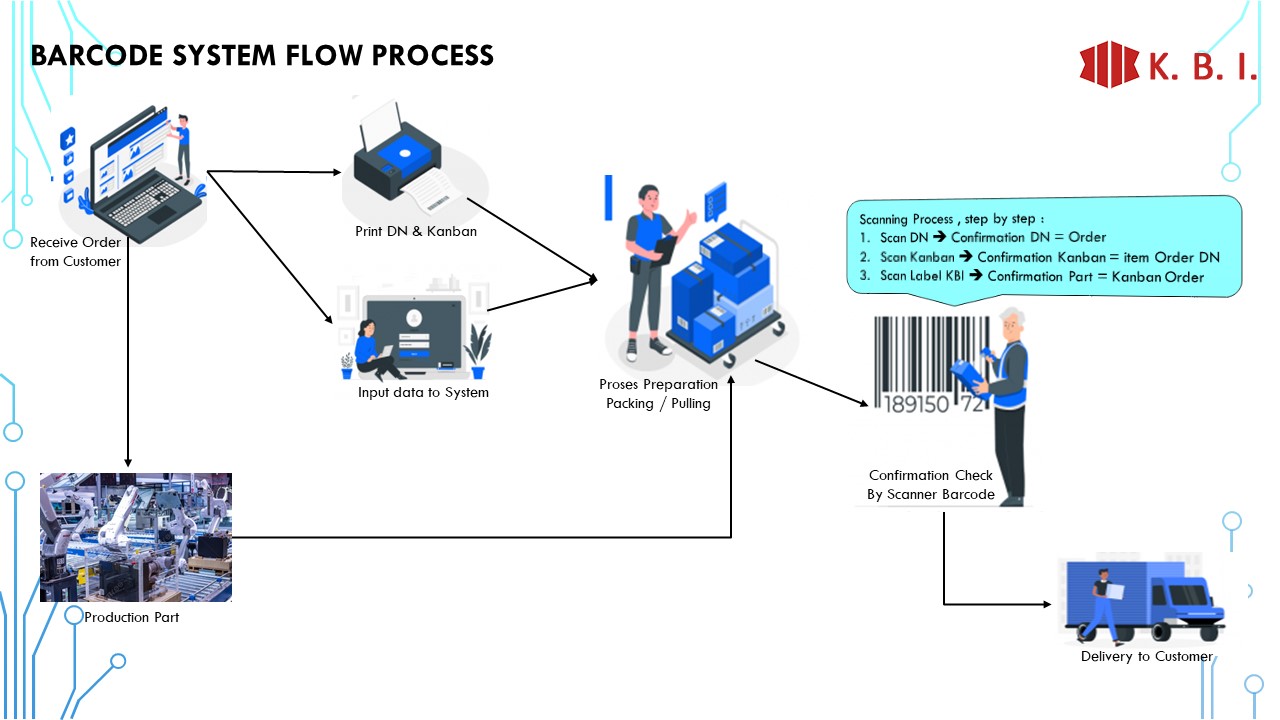 BARCODE SYSTEM FLOW PROCESS
K. B. I.
Receive Order
from Customer
Print DN & Kanban
Input data to System
Proses Preparation
Packing / Pulling
Scanning Process , step by step :
1. Scan DN 🡺 Confirmation DN = Order
2. Scan Kanban 🡺 Confirmation Kanban = item Order DN
3. Scan Label KBI 🡺 Confirmation Part = Kanban Order
189150 72
Confirmation Check
By Scanner Barcode
Production Part
Delivery to Customer